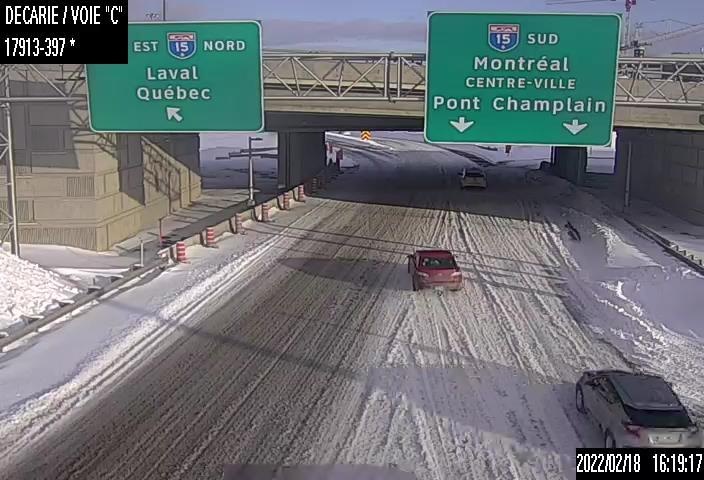 DECARIE / VOIE "C"
17913-397 *
EST 15 NORD
Laval
Québec
15 SUD
Montréal
CENTRE-VILLE
Pont Champlain
2022/02/18 16:19:17